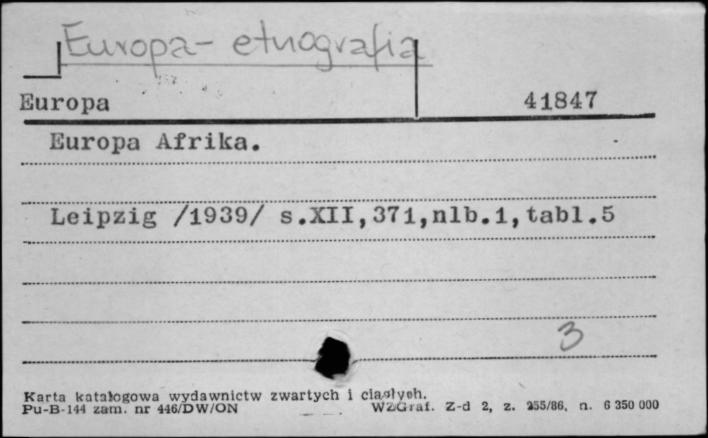 Europa - etnografia
Europa 41847
Europa Afrika.
Leipzig /1939/ s.XII,371,nlb.1,tabl.5
3
Karta katalogowa wydawnictw zwartych i ciągłych.
Pu-B-144 zam. nr 446/DW/ON WZGraf. Z-d 2, z. 255/86, n. 6 350 000